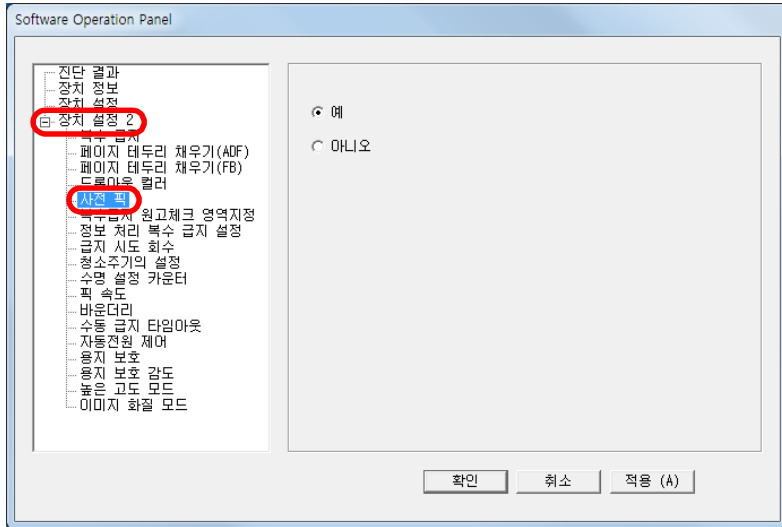 Software Operation Panel
진단 결과
장치 정보
장치 설정
장치 설정 2
복수 급지
페이지 테두리 채우기(ADF)
페이지 테두리 채우기(FB)
드롭아웃 컬러
사전 픽
복수급지 원고체크 영역지정
정보 처리 복수 급지 설정
급지 시도 회수
청소주기의 설정
수명 설정 카운터
픽 속도
바운더리
수동 급지 타임아웃
자동전원 제어
용지 보호
용지 보호 감도
높은 고도 모드
이미지 화질 모드
예
아니오
확인 취소 적용 (A)